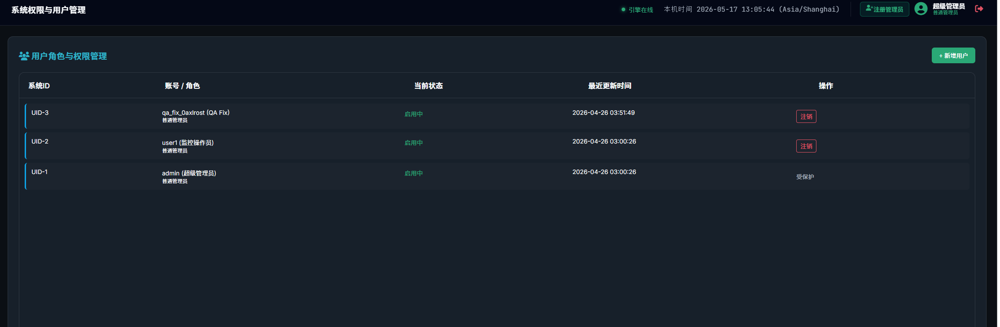 系统权限与用户管理
引擎在线
本机时间 2026-05-17 13:05:44 (Asia/Shanghai)
注册管理员
超级管理员
普通管理员
用户角色与权限管理
+ 新增用户
系统ID 账号 / 角色 当前状态 最近更新时间 操作
UID-3 qa_fix_0axlrost (QA Fix) 启用中 2026-04-26 03:51:49 注销
普通管理员
UID-2 user1 (监控操作员) 启用中 2026-04-26 03:00:26 注销
普通管理员
UID-1 admin (超级管理员) 启用中 2026-04-26 03:00:26 受保护
普通管理员